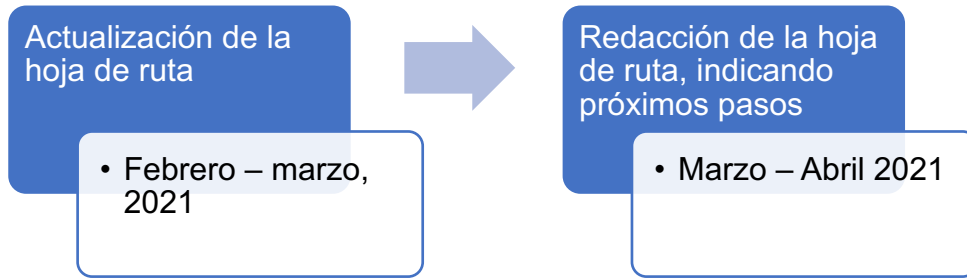 Actualización de la
hoja de ruta
• Febrero – marzo,
2021
Redacción de la hoja
de ruta, indicando
próximos pasos
• Marzo – Abril 2021